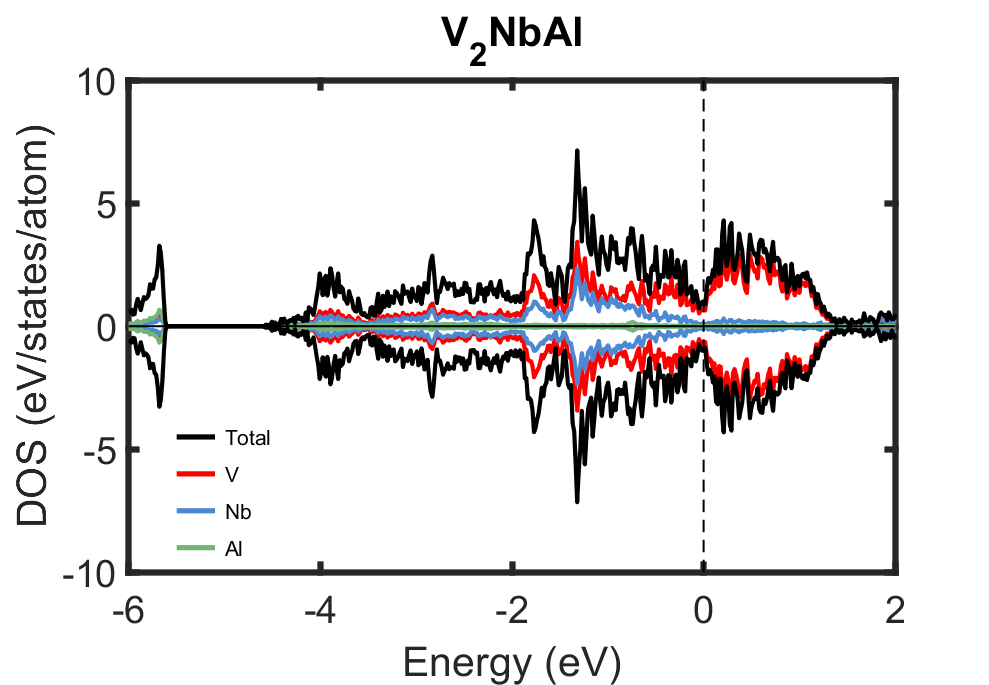 V₂NbAl
10
5
0
-5
-10
DOS (eV/states/atom)
Total
V
Nb
Al
-6 -4 -2 0 2
Energy (eV)